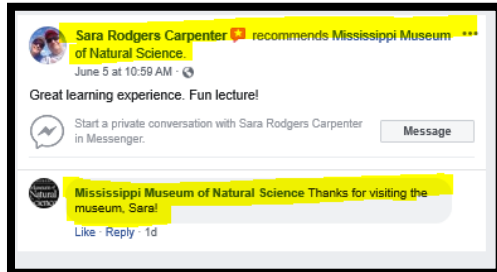 Sara Rodgers Carpenter recommends Mississippi Museum
of Natural Science.
June 5 at 10:59 AM ·
Great learning experience. Fun lecture!
Start a private conversation with Sara Rodgers Carpenter
in Messenger.
Message
Natural
Science
Mississippi Museum of Natural Science Thanks for visiting the
museum, Sara!
Like · Reply · 1d